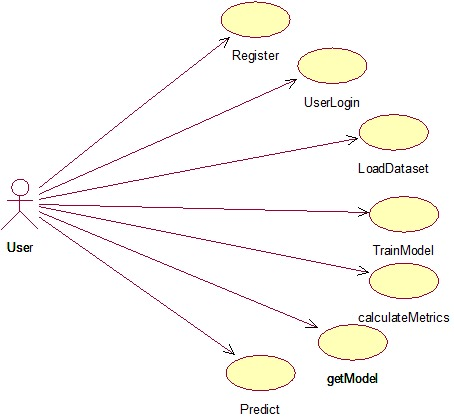 Register
UserLogin
LoadDataset
User
TrainModel
calculateMetrics
getModel
Predict